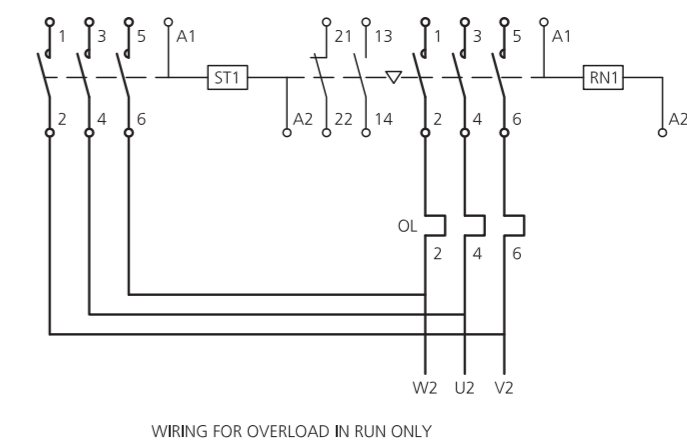 1 3 5 A1 21 13 1 3 5 A1
ST1 RN1
2 4 6 A2 22 14 2 4 6 A2
OL
2 4 6
W2 U2 V2
WIRING FOR OVERLOAD IN RUN ONLY